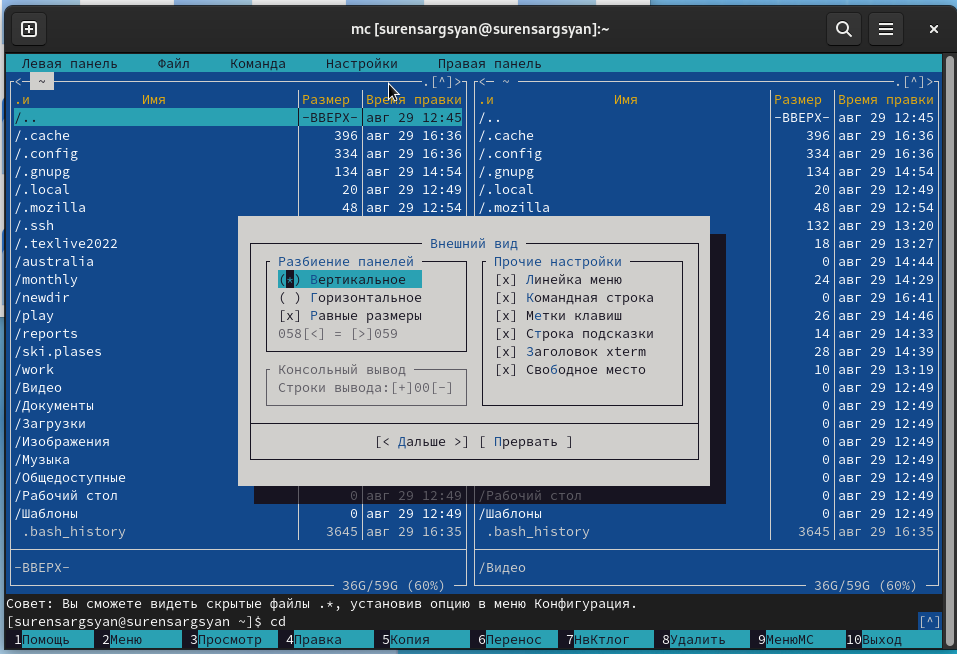 mc [surensargsyan@surensargsyan]:~
Левая панель Файл Команда Настройки Правая панель
<— ~ .[^]> <— ~ .[^]>
.и Имя Размер Время правки .и Имя Размер Время правки
/.. -ВВЕРХ- авг 29 12:45 /.. -ВВЕРХ- авг 29 12:45
/.cache 396 авг 29 16:36 /.cache 396 авг 29 16:36
/.config 334 авг 29 16:36 /.config 334 авг 29 16:36
/.gnupg 134 авг 29 14:54 /.gnupg 134 авг 29 14:54
/.local 20 авг 29 12:49 /.local 20 авг 29 12:49
/.mozilla 48 авг 29 12:54 /.mozilla 48 авг 29 12:54
/.ssh 132 авг 29 13:20
/.texlive2022 Внешний вид 18 авг 29 13:27
/australia Разбиение панелей Прочие настройки 0 авг 29 14:44
/monthly (*) Вертикальное [x] Линейка меню 24 авг 29 14:29
/newdir ( ) Горизонтальное [x] Командная строка 0 авг 29 16:41
/play [x] Равные размеры [x] Метки клавиш 26 авг 29 14:46
/reports 058[<] = [>]059 [x] Строка подсказки 14 авг 29 14:33
/ski.plases [x] Заголовок xterm 28 авг 29 14:39
/work Консольный вывод [x] Свободное место 10 авг 29 13:19
/Видео Строки вывода:[+]00[-] 0 авг 29 12:49
/Документы 0 авг 29 12:49
/Загрузки 0 авг 29 12:49
/Изображения [< Дальше >] [ Прервать ] 0 авг 29 12:49
/Музыка 0 авг 29 12:49
/Общедоступные 0 авг 29 12:49
/Рабочий стол 0 авг 29 12:49 /Рабочий стол 0 авг 29 12:49
/Шаблоны 0 авг 29 12:49 /Шаблоны 0 авг 29 12:49
.bash_history 3645 авг 29 16:35 .bash_history 3645 авг 29 16:35
-ВВЕРХ- /Видео
36G/59G (60%) 36G/59G (60%)
Совет: Вы сможете видеть скрытые файлы .*, установив опцию в меню Конфигурация.
[surensargsyan@surensargsyan ~]$ cd [^]
1Помощь 2Меню 3Просмотр 4Правка 5Копия 6Перенос 7НвКтлог 8Удалить 9МенюМС 10Выход